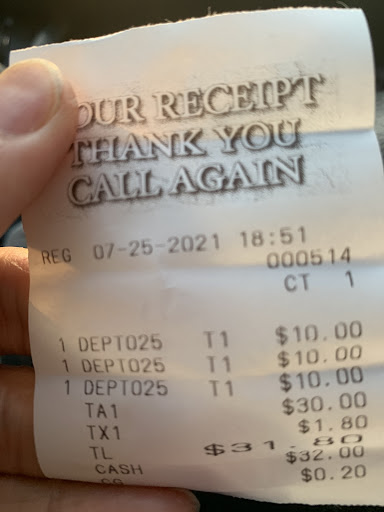 OUR RECEIPT
THANK YOU
CALL AGAIN
REG 07-25-2021 18:51
000514
CT 1
1 DEPT025 T1 $10.00
1 DEPT025 T1 $10.00
1 DEPT025 T1 $10.00
TA1 $30.00
TX1 $1.80
TL $31.80
CASH $32.00
CG $0.20